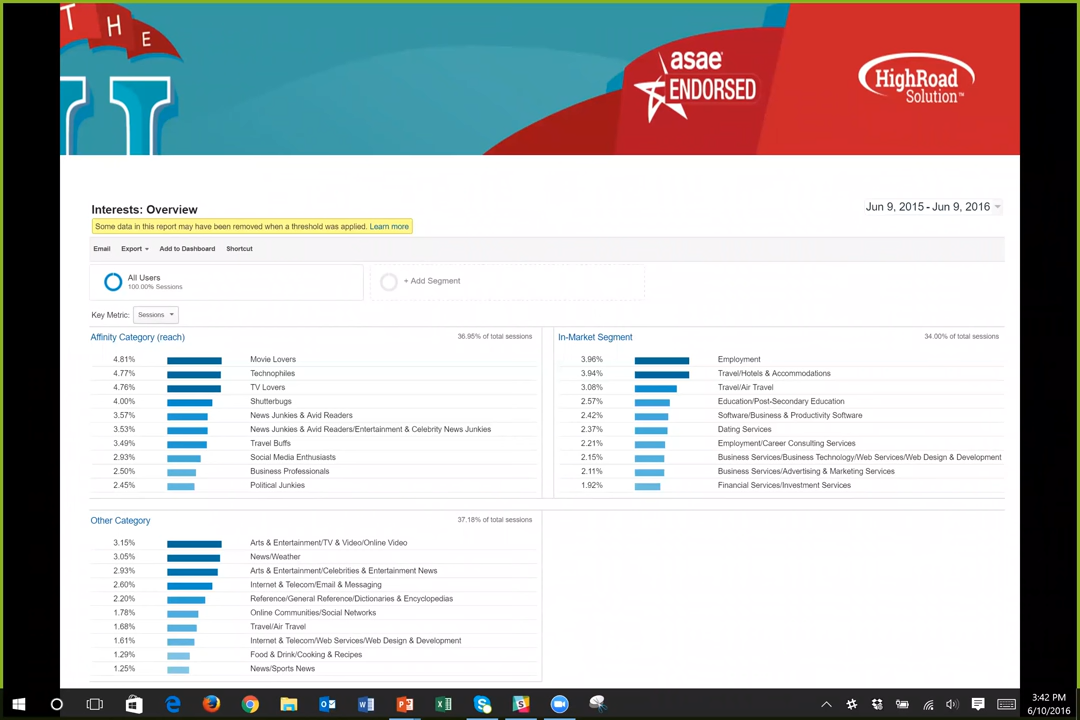 THE
U
asae
ENDORSED
HighRoad
Solution™
Interests: Overview
Jun 9, 2015 - Jun 9, 2016
Some data in this report may have been removed when a threshold was applied. Learn more
Email Export Add to Dashboard Shortcut
All Users
100.00% Sessions
+ Add Segment
Key Metric: Sessions
Affinity Category (reach) 36.95% of total sessions
4.81% Movie Lovers
4.77% Technophiles
4.76% TV Lovers
4.00% Shutterbugs
3.57% News Junkies & Avid Readers
3.53% News Junkies & Avid Readers/Entertainment & Celebrity News Junkies
3.49% Travel Buffs
2.93% Social Media Enthusiasts
2.50% Business Professionals
2.45% Political Junkies
In-Market Segment 34.00% of total sessions
3.96% Employment
3.94% Travel/Hotels & Accommodations
3.08% Travel/Air Travel
2.57% Education/Post-Secondary Education
2.42% Software/Business & Productivity Software
2.37% Dating Services
2.21% Employment/Career Consulting Services
2.15% Business Services/Business Technology/Web Services/Web Design & Development
2.11% Business Services/Advertising & Marketing Services
1.92% Financial Services/Investment Services
Other Category 37.18% of total sessions
3.15% Arts & Entertainment/TV & Video/Online Video
3.05% News/Weather
2.93% Arts & Entertainment/Celebrities & Entertainment News
2.60% Internet & Telecom/Email & Messaging
2.20% Reference/General Reference/Dictionaries & Encyclopedias
1.78% Online Communities/Social Networks
1.68% Travel/Air Travel
1.61% Internet & Telecom/Web Services/Web Design & Development
1.29% Food & Drink/Cooking & Recipes
1.25% News/Sports News
3:42 PM
6/10/2016